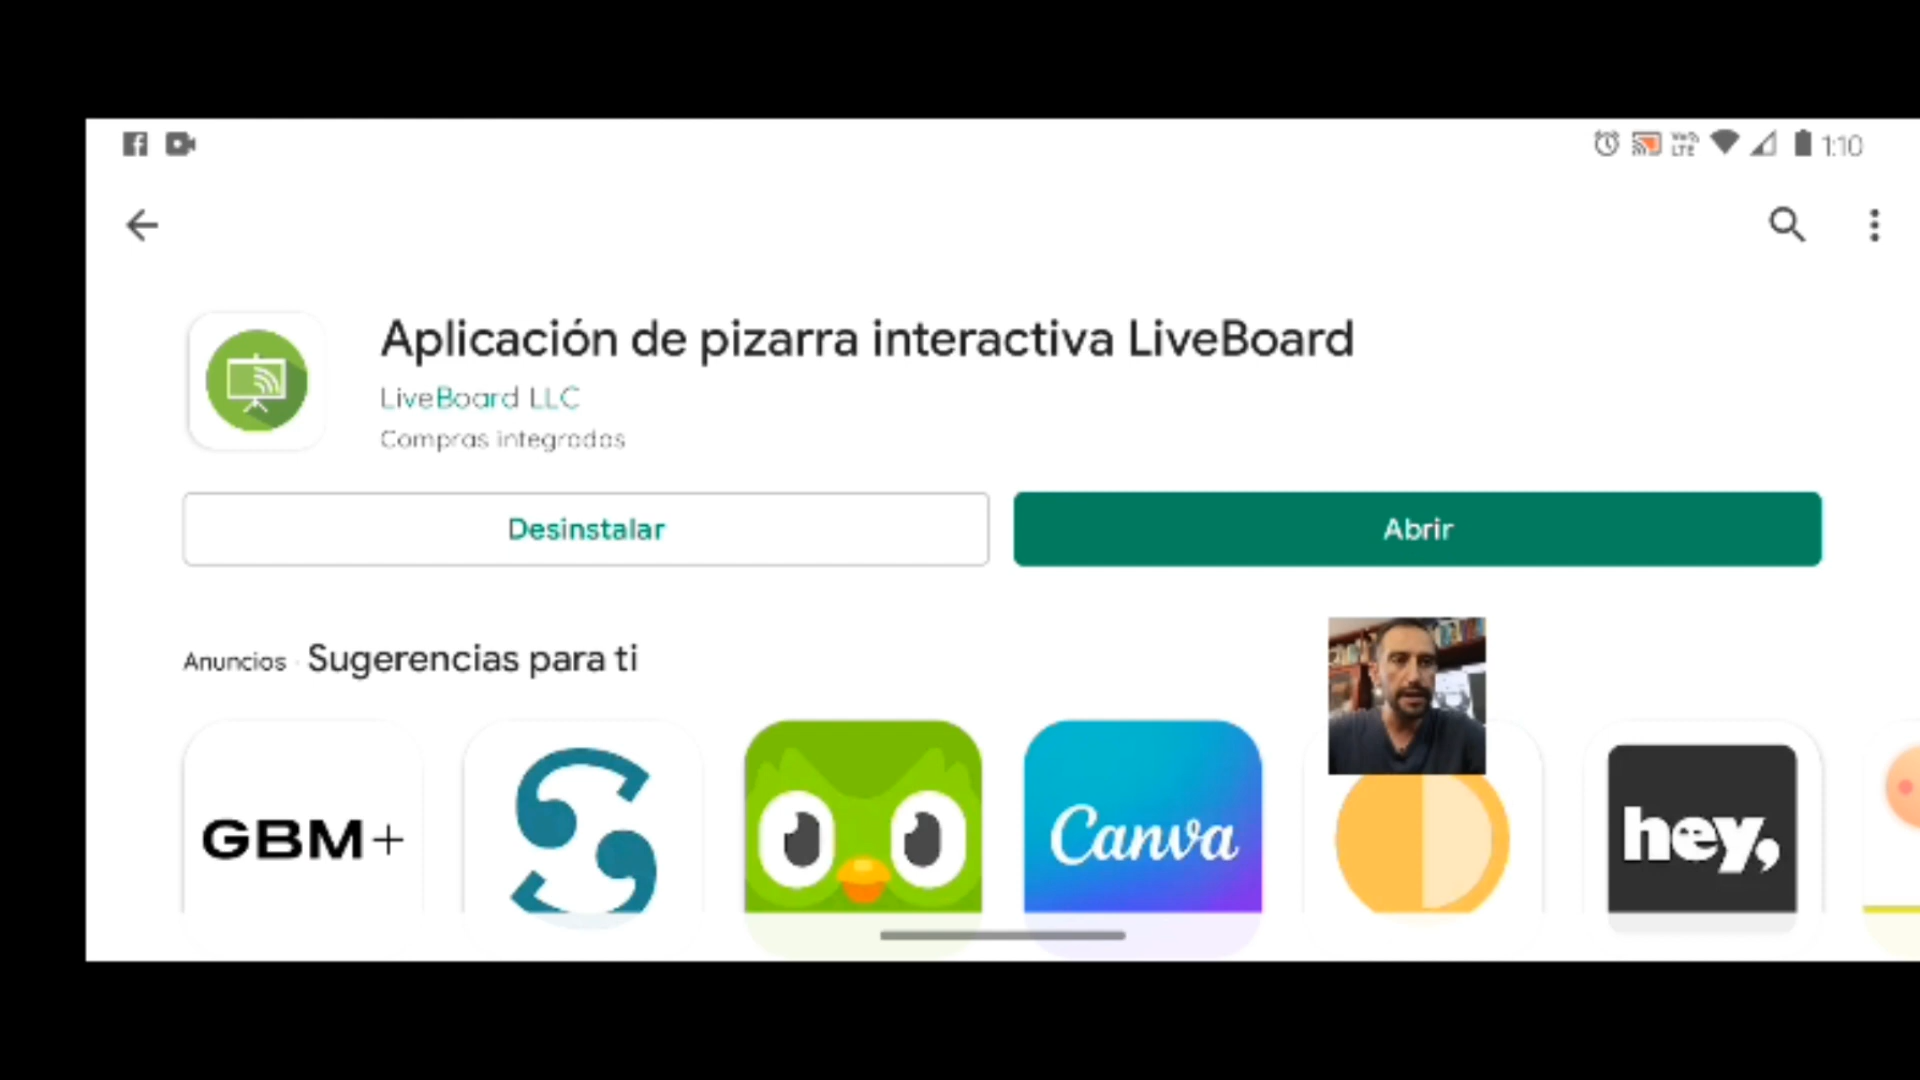 1:10
Aplicación de pizarra interactiva LiveBoard
LiveBoard LLC
Compras integradas
Desinstalar
Abrir
Anuncios · Sugerencias para ti
GBM+
Canva
hey,